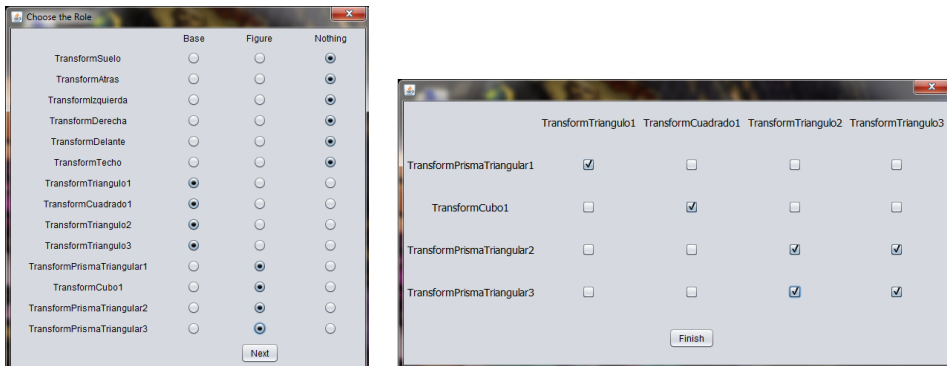 Choose the Role
Base Figure Nothing
TransformSuelo
TransformAtras
TransformIzquierda
TransformDerecha
TransformDelante
TransformTecho
TransformTriangulo1
TransformCuadrado1
TransformTriangulo2
TransformTriangulo3
TransformPrismaTriangular1
TransformCubo1
TransformPrismaTriangular2
TransformPrismaTriangular3
Next
TransformTriangulo1 TransformCuadrado1 TransformTriangulo2 TransformTriangulo3
TransformPrismaTriangular1
TransformCubo1
TransformPrismaTriangular2
TransformPrismaTriangular3
Finish